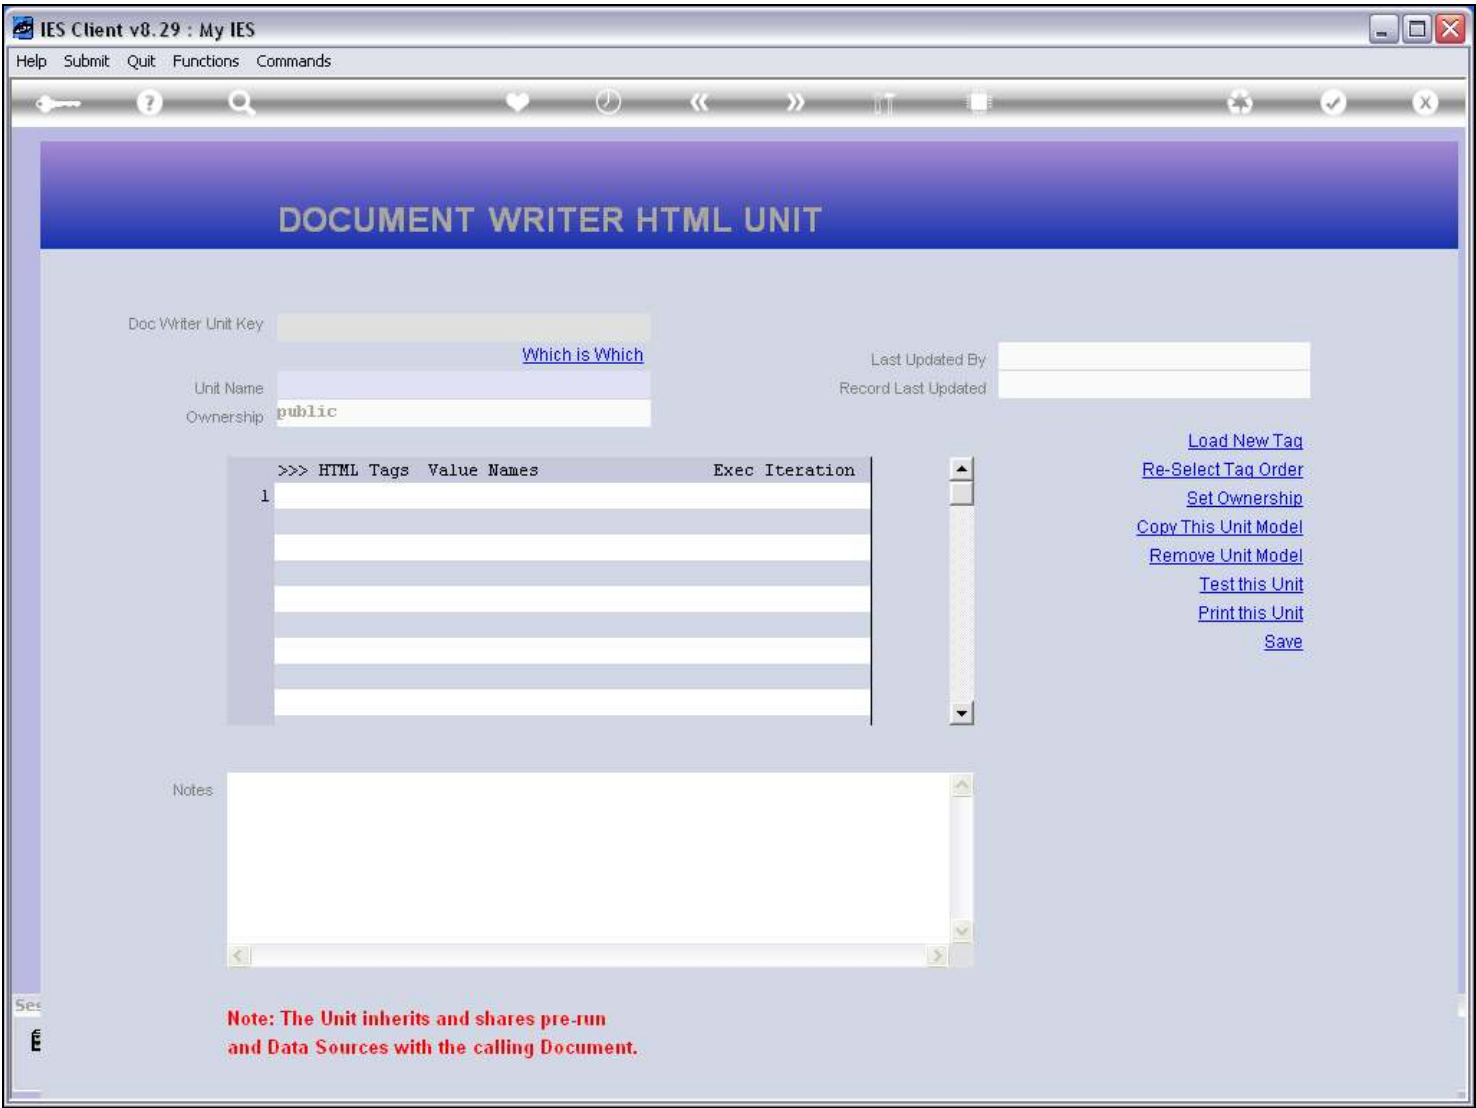 IES Client v8.29 : My IES
Help Submit Quit Functions Commands
DOCUMENT WRITER HTML UNIT
Doc Writer Unit Key
Which is Which
Last Updated By
Unit Name
Record Last Updated
Ownership public
Load New Tag
>>> HTML Tags Value Names Exec Iteration
Re-Select Tag Order
1
Set Ownership
Copy This Unit Model
Remove Unit Model
Test this Unit
Print this Unit
Save
Notes
Note: The Unit inherits and shares pre-run
and Data Sources with the calling Document.